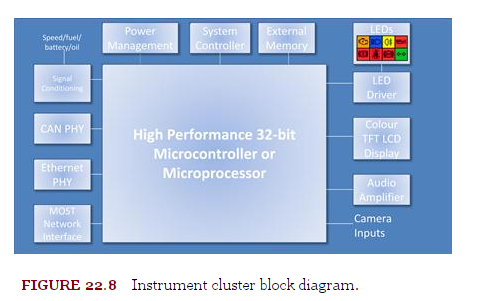 Speed/fuel/
battery/oil
Power
Management
System
Controller
External
Memory
LEDs
Signal
Conditioning
LED
Driver
CAN PHY
High Performance 32-bit
Microcontroller or
Microprocessor
Colour
TFT LCD
Display
Ethernet
PHY
Audio
Amplifier
MOST
Network
Interface
Camera
Inputs
FIGURE 22.8 Instrument cluster block diagram.